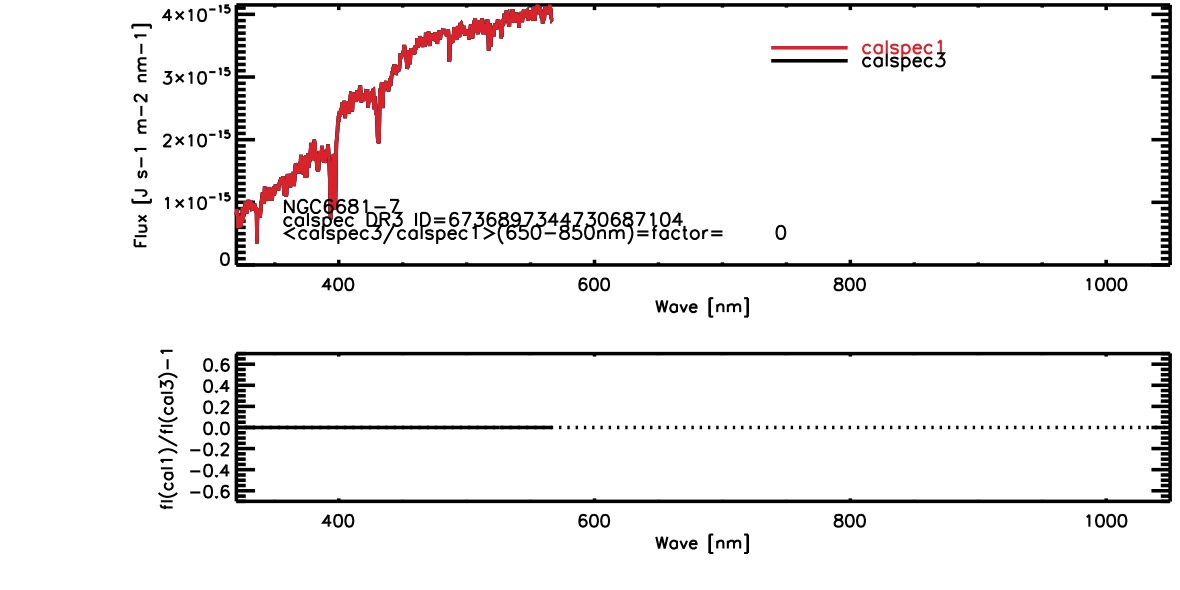 4×10−15
3×10−15
2×10−15
1×10−15
0
Flux [J s−1 m−2 nm−1]
calspec1
calspec3
NGC6681−7
calspec DR3 ID=6736897344730687104
<calspec3/calspec1>(650−850nm)=factor= 0
400 600 800 1000
Wave [nm]
0.6
0.4
0.2
0.0
−0.2
−0.4
−0.6
fl(cal1)/fl(cal3)−1
400 600 800 1000
Wave [nm]